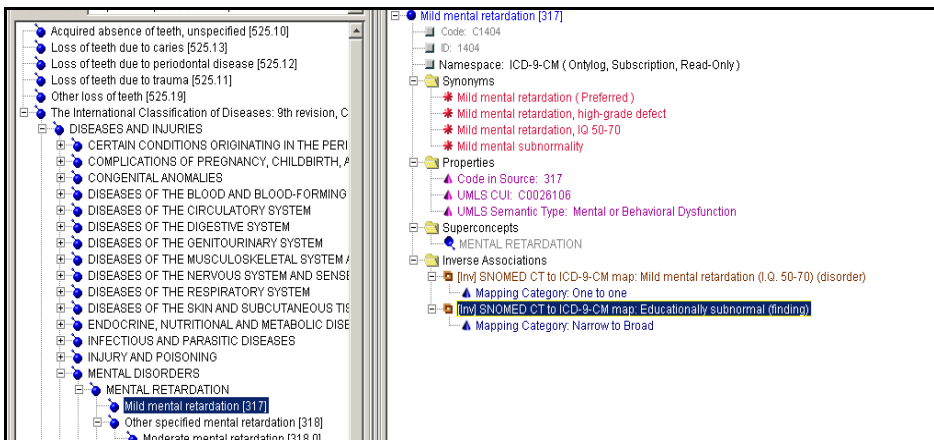 Acquired absence of teeth, unspecified [525.10]
Loss of teeth due to caries [525.13]
Loss of teeth due to periodontal disease [525.12]
Loss of teeth due to trauma [525.11]
Other loss of teeth [525.19]
The International Classification of Diseases: 9th revision, C
DISEASES AND INJURIES
CERTAIN CONDITIONS ORIGINATING IN THE PERI
COMPLICATIONS OF PREGNANCY, CHILDBIRTH, A
CONGENITAL ANOMALIES
DISEASES OF THE BLOOD AND BLOOD-FORMING
DISEASES OF THE CIRCULATORY SYSTEM
DISEASES OF THE DIGESTIVE SYSTEM
DISEASES OF THE GENITOURINARY SYSTEM
DISEASES OF THE MUSCULOSKELETAL SYSTEM A
DISEASES OF THE NERVOUS SYSTEM AND SENSE
DISEASES OF THE RESPIRATORY SYSTEM
DISEASES OF THE SKIN AND SUBCUTANEOUS TIS
ENDOCRINE, NUTRITIONAL AND METABOLIC DISE
INFECTIOUS AND PARASITIC DISEASES
INJURY AND POISONING
MENTAL DISORDERS
MENTAL RETARDATION
Mild mental retardation [317]
Other specified mental retardation [318]
Moderate mental retardation [318.0]
Mild mental retardation [317]
Code: C1404
ID: 1404
Namespace: ICD-9-CM ( Ontylog, Subscription, Read-Only )
Synonyms
Mild mental retardation ( Preferred )
Mild mental retardation, high-grade defect
Mild mental retardation, IQ 50-70
Mild mental subnormality
Properties
Code in Source: 317
UMLS CUI: C0026106
UMLS Semantic Type: Mental or Behavioral Dysfunction
Superconcepts
MENTAL RETARDATION
Inverse Associations
[Inv] SNOMED CT to ICD-9-CM map: Mild mental retardation (I.Q. 50-70) (disorder)
Mapping Category: One to one
[Inv] SNOMED CT to ICD-9-CM map: Educationally subnormal (finding)
Mapping Category: Narrow to Broad